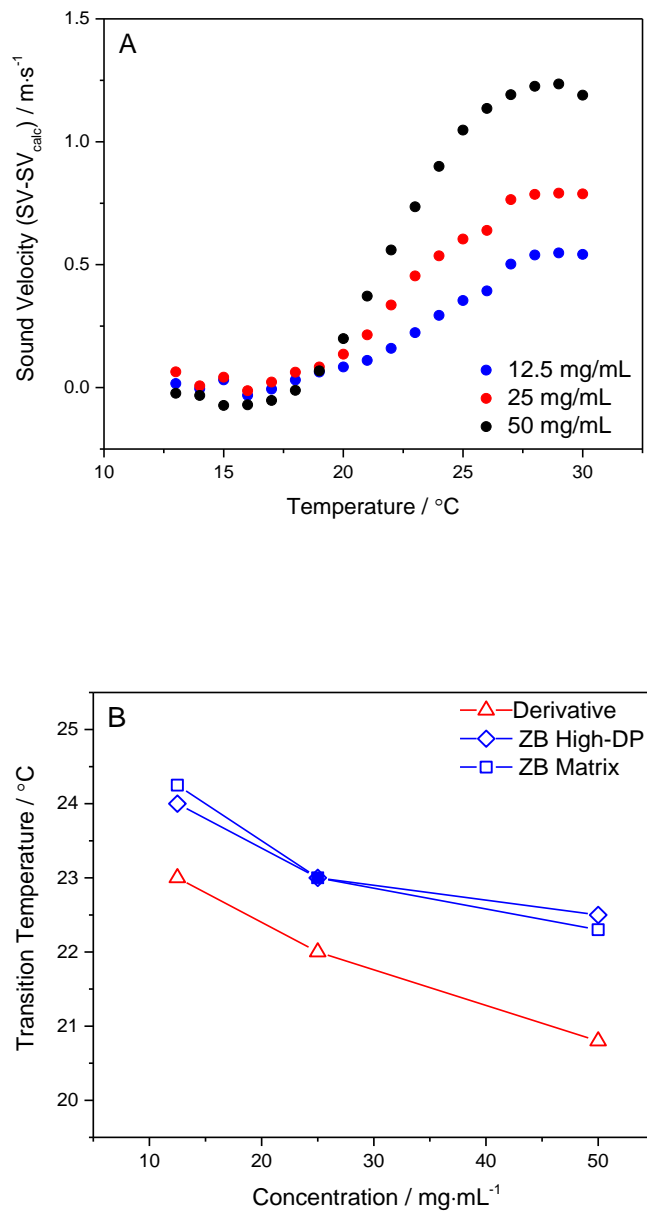 A
Sound Velocity (SV-SVcalc) / m·s-1
1.5
1.0
0.5
0.0
12.5 mg/mL
25 mg/mL
50 mg/mL
10 15 20 25 30
Temperature / °C
B
Transition Temperature / °C
25
24
23
22
21
20
Derivative
ZB High-DP
ZB Matrix
10 20 30 40 50
Concentration / mg·mL-1